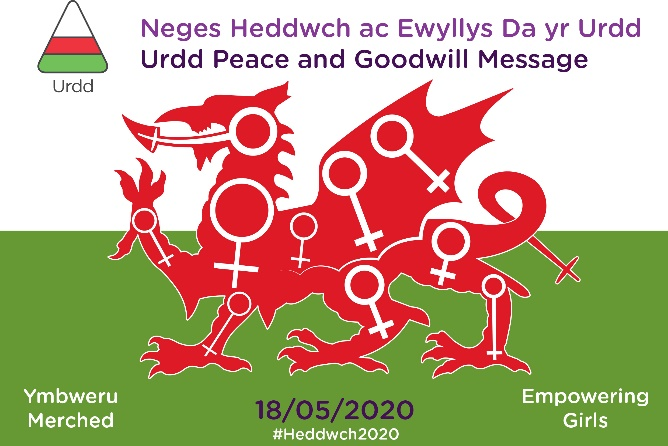 Neges Heddwch ac Ewyllys Da yr Urdd
Urdd Peace and Goodwill Message
Urdd
Ymbweru
Merched
18/05/2020
#Heddwch2020
Empowering
Girls